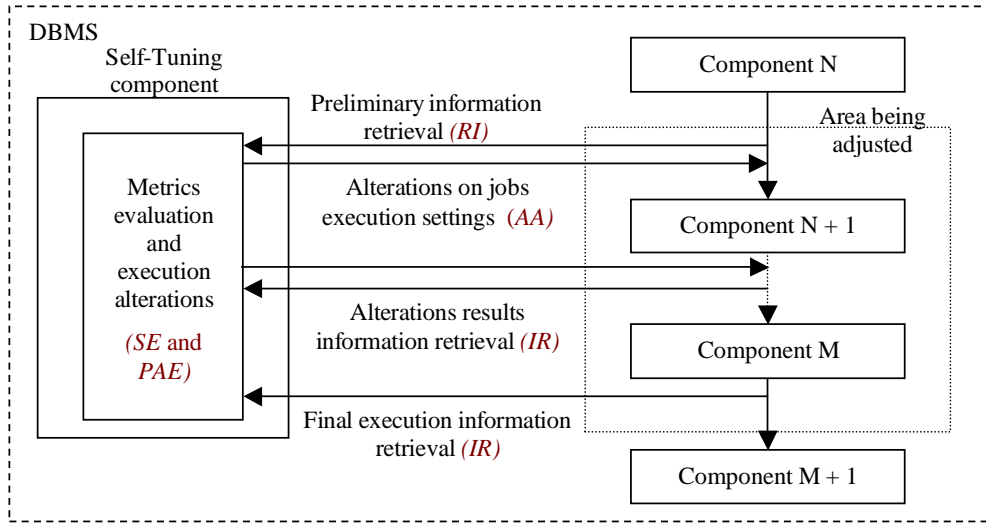 DBMS
Self-Tuning
component
Component N
Preliminary information
retrieval (RI)
Area being
adjusted
Metrics
evaluation
and
execution
alterations
(SE and
PAE)
Alterations on jobs
execution settings (AA)
Component N + 1
Alterations results
information retrieval (IR)
Component M
Final execution information
retrieval (IR)
Component M + 1